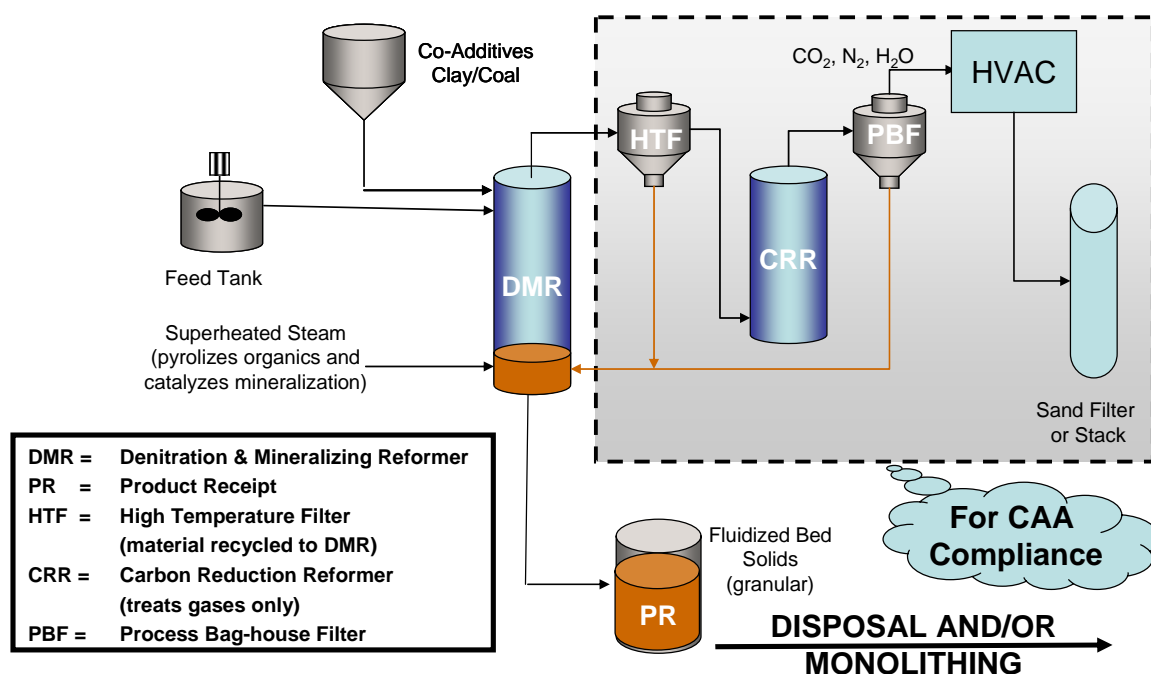 Co-Additives
Clay/Coal
CO₂, N₂, H₂O
HVAC
HTF
PBF
DMR
CRR
Feed Tank
Superheated Steam
(pyrolizes organics and
catalyzes mineralization)
Sand Filter
or Stack
DMR = Denitration & Mineralizing Reformer
PR = Product Receipt
HTF = High Temperature Filter
(material recycled to DMR)
CRR = Carbon Reduction Reformer
(treats gases only)
PBF = Process Bag-house Filter
For CAA
Compliance
Fluidized Bed
Solids
(granular)
PR
DISPOSAL AND/OR
MONOLITHING